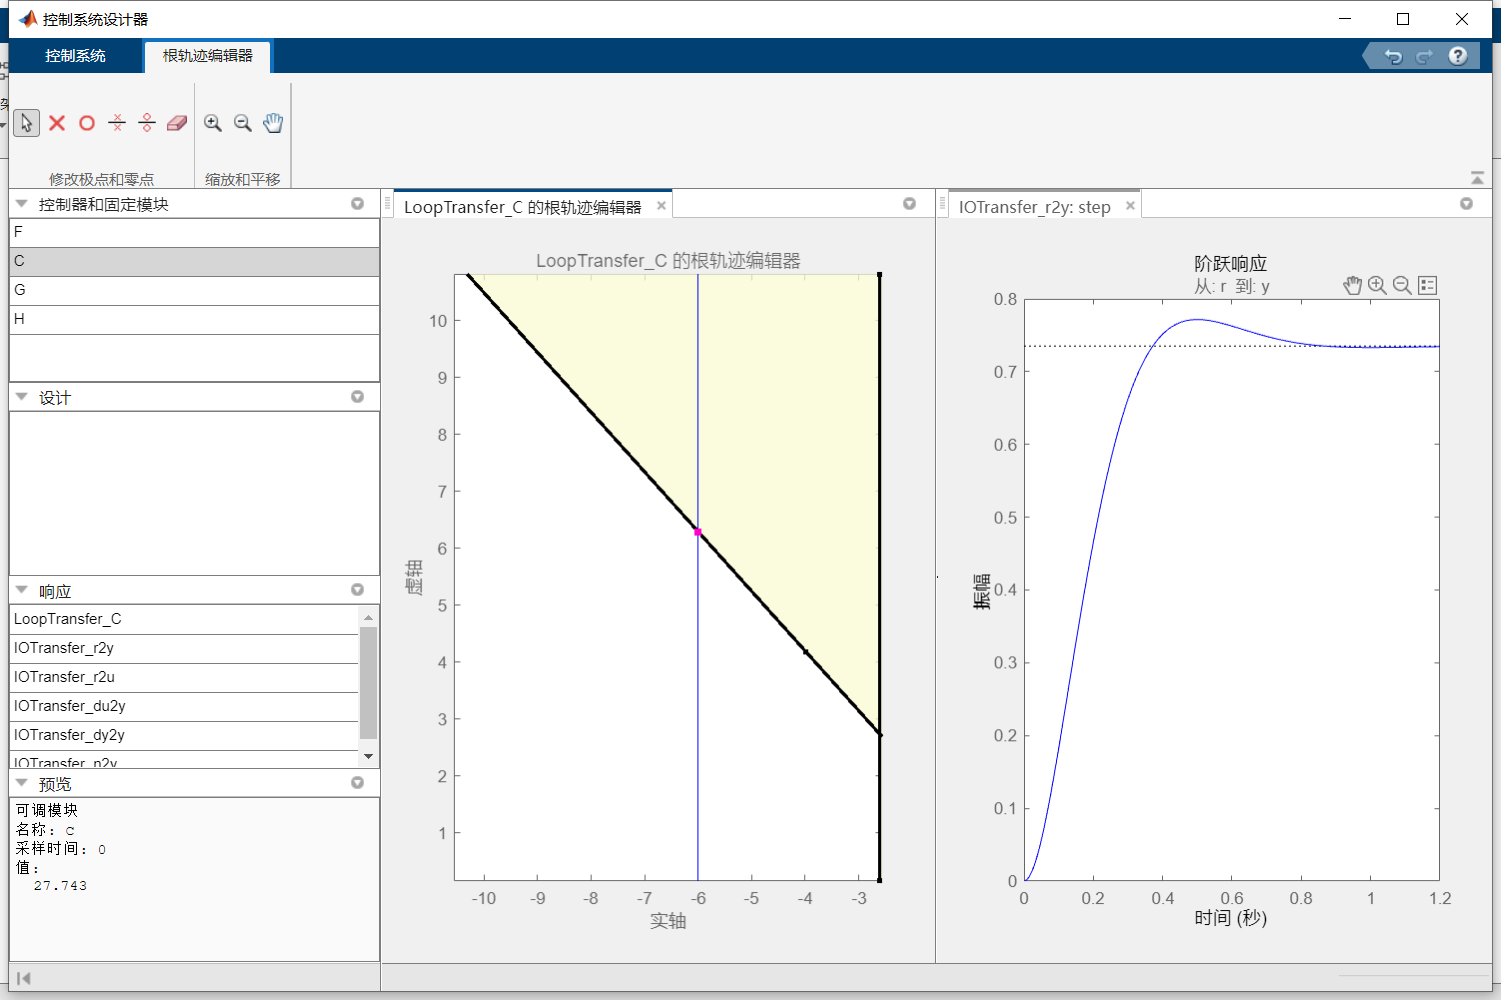 控制系统设计器
控制系统
根轨迹编辑器
修改极点和零点
缩放和平移
控制器和固定模块
F
C
G
H
设计
响应
LoopTransfer_C
IOTransfer_r2y
IOTransfer_r2u
IOTransfer_du2y
IOTransfer_dy2y
IOTransfer_n2y
预览
可调模块
名称: C
采样时间: 0
值:
27.743
LoopTransfer_C 的根轨迹编辑器
LoopTransfer_C 的根轨迹编辑器
虚轴
10
9
8
7
6
5
4
3
2
1
-10 -9 -8 -7 -6 -5 -4 -3
实轴
IOTransfer_r2y: step
阶跃响应
从: r 到: y
振幅
0.8
0.7
0.6
0.5
0.4
0.3
0.2
0.1
0
0 0.2 0.4 0.6 0.8 1 1.2
时间 (秒)